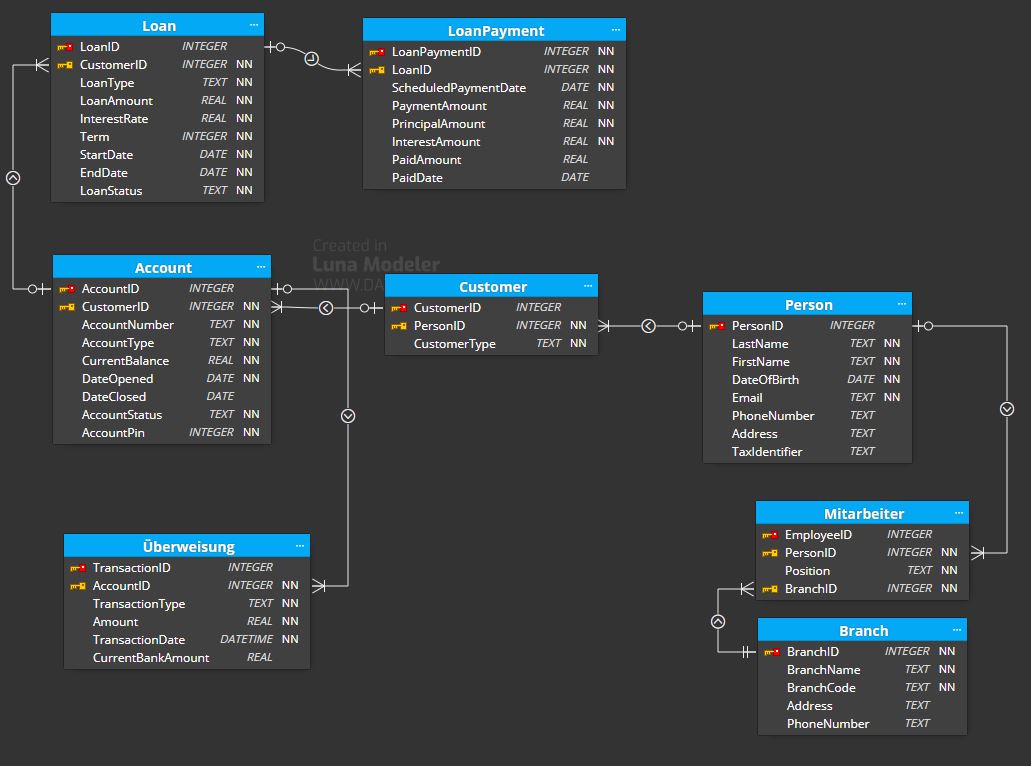 Loan ...
LoanID INTEGER
CustomerID INTEGER NN
LoanType TEXT NN
LoanAmount REAL NN
InterestRate REAL NN
Term INTEGER NN
StartDate DATE NN
EndDate DATE NN
LoanStatus TEXT NN
LoanPayment ...
LoanPaymentID INTEGER NN
LoanID INTEGER NN
ScheduledPaymentDate DATE NN
PaymentAmount REAL NN
PrincipalAmount REAL NN
InterestAmount REAL NN
PaidAmount REAL
PaidDate DATE
Created in
Luna Modeler
WWW.DA
Account ...
AccountID INTEGER
CustomerID INTEGER NN
AccountNumber TEXT NN
AccountType TEXT NN
CurrentBalance REAL NN
DateOpened DATE NN
DateClosed DATE
AccountStatus TEXT NN
AccountPin INTEGER NN
Customer ...
CustomerID INTEGER
PersonID INTEGER NN
CustomerType TEXT NN
Person ...
PersonID INTEGER
LastName TEXT NN
FirstName TEXT NN
DateOfBirth DATE NN
Email TEXT NN
PhoneNumber TEXT
Address TEXT
TaxIdentifier TEXT
Überweisung ...
TransactionID INTEGER
AccountID INTEGER NN
TransactionType TEXT NN
Amount REAL NN
TransactionDate DATETIME NN
CurrentBankAmount REAL
Mitarbeiter ...
EmployeeID INTEGER
PersonID INTEGER NN
Position TEXT NN
BranchID INTEGER NN
Branch ...
BranchID INTEGER NN
BranchName TEXT NN
BranchCode TEXT NN
Address TEXT
PhoneNumber TEXT